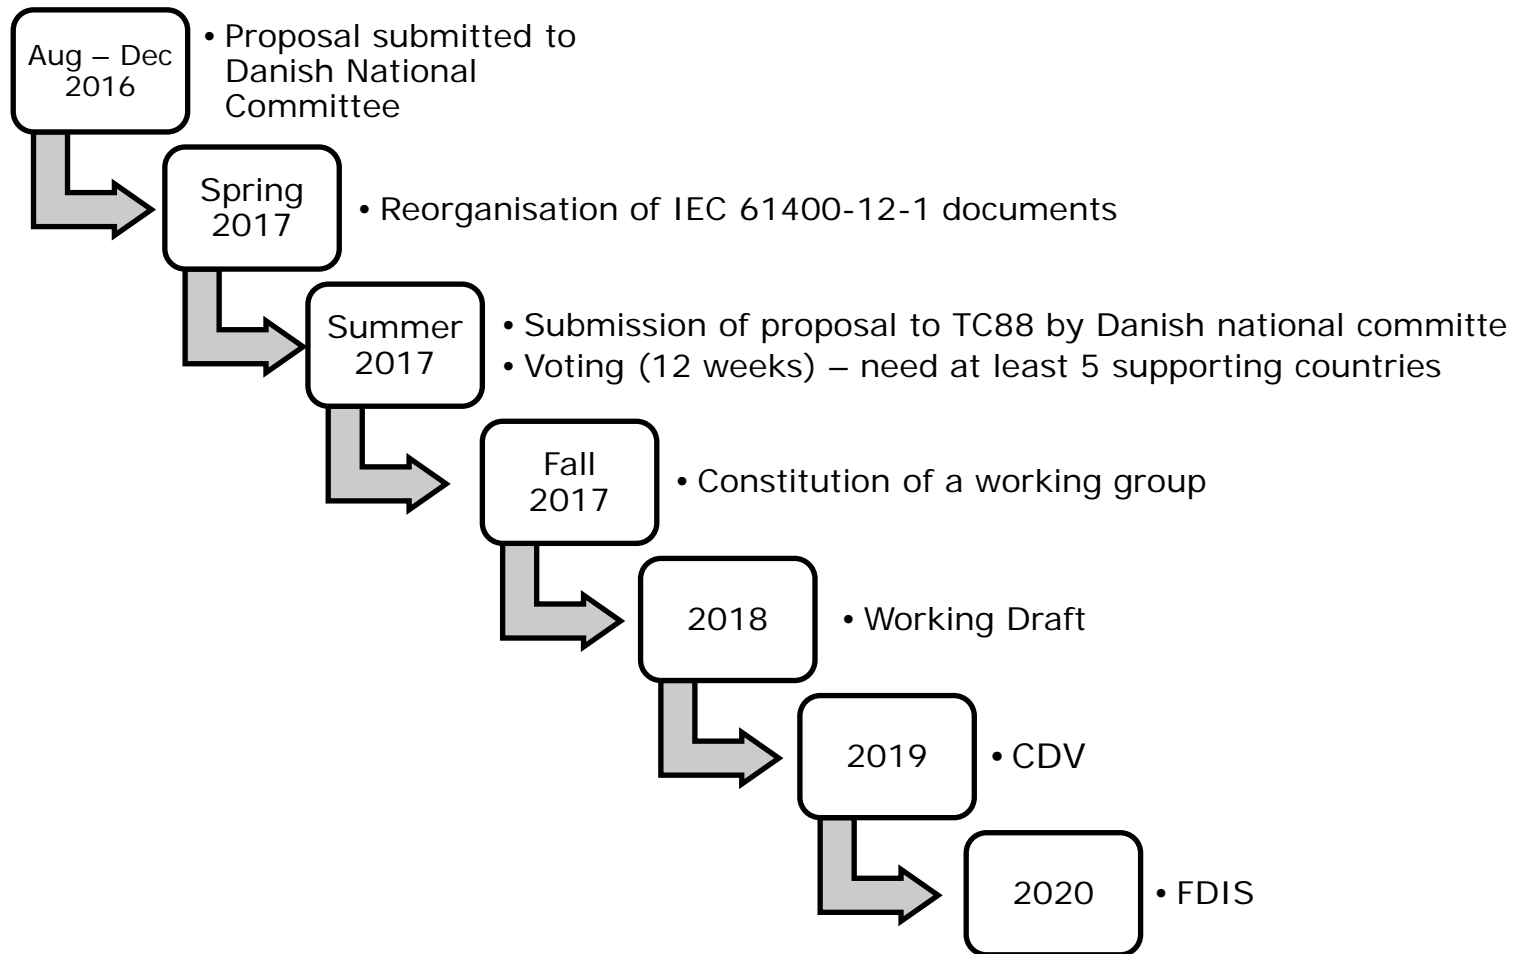 Aug – Dec
2016
• Proposal submitted to
Danish National
Committee
Spring
2017
• Reorganisation of IEC 61400-12-1 documents
Summer
2017
• Submission of proposal to TC88 by Danish national committe
• Voting (12 weeks) – need at least 5 supporting countries
Fall
2017
• Constitution of a working group
2018
• Working Draft
2019
• CDV
2020
• FDIS